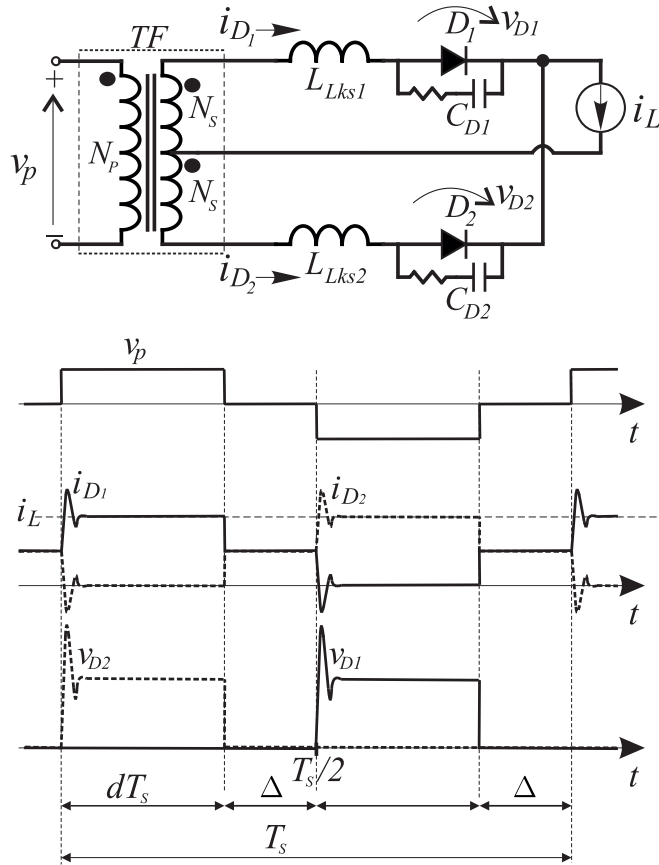 TF
i_D1
L_Lks1
D_1
v_D1
C_D1
+
v_p
N_P
N_S
N_S
i_L
−
i_D2
L_Lks2
D_2
v_D2
C_D2
v_p
t
i_D1
i_D2
i_L
t
v_D2
v_D1
t
T_s/2
dT_s
Δ
Δ
T_s